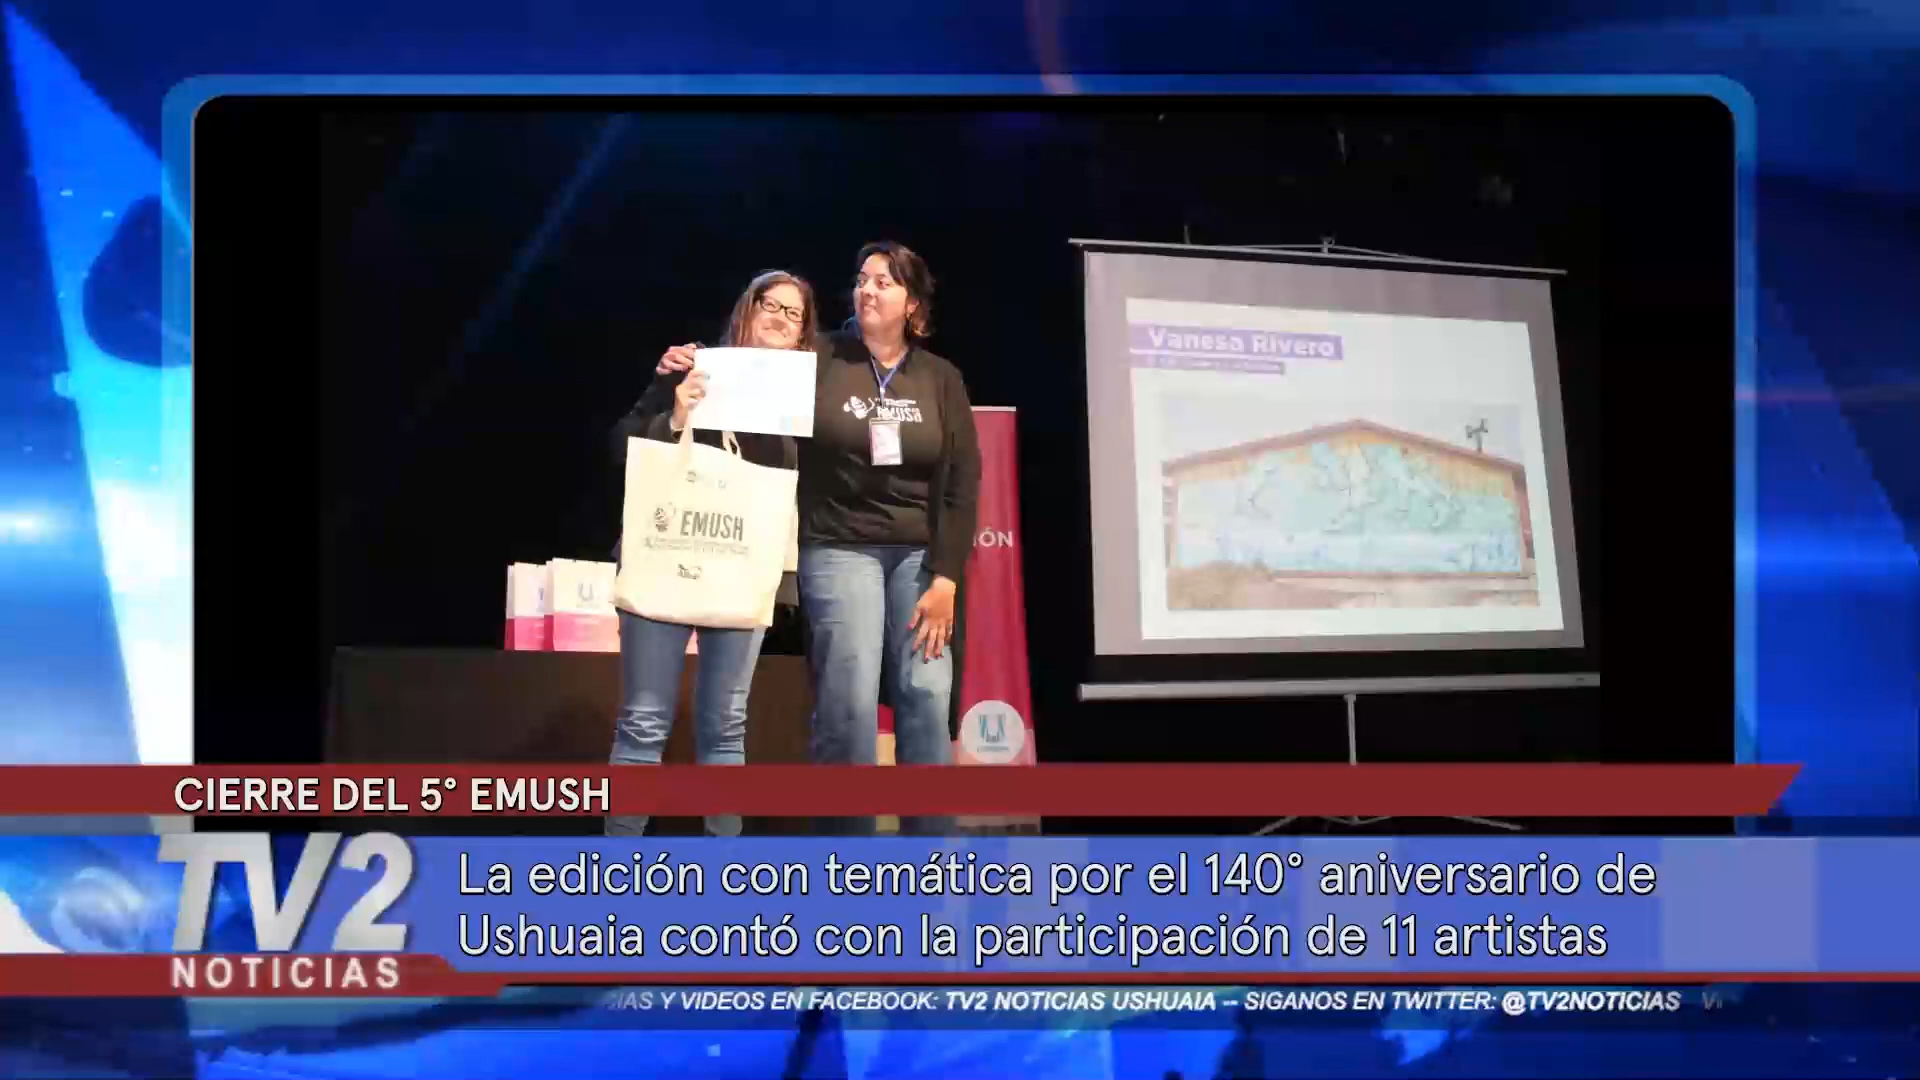 Vanesa Rivero
EMUSH
EMUSH
IÓN
CIERRE DEL 5° EMUSH
TV2
NOTICIAS
La edición con temática por el 140° aniversario de
Ushuaia contó con la participación de 11 artistas
Y VIDEOS EN FACEBOOK: TV2 NOTICIAS USHUAIA -- SIGANOS EN TWITTER: @TV2NOTICIAS